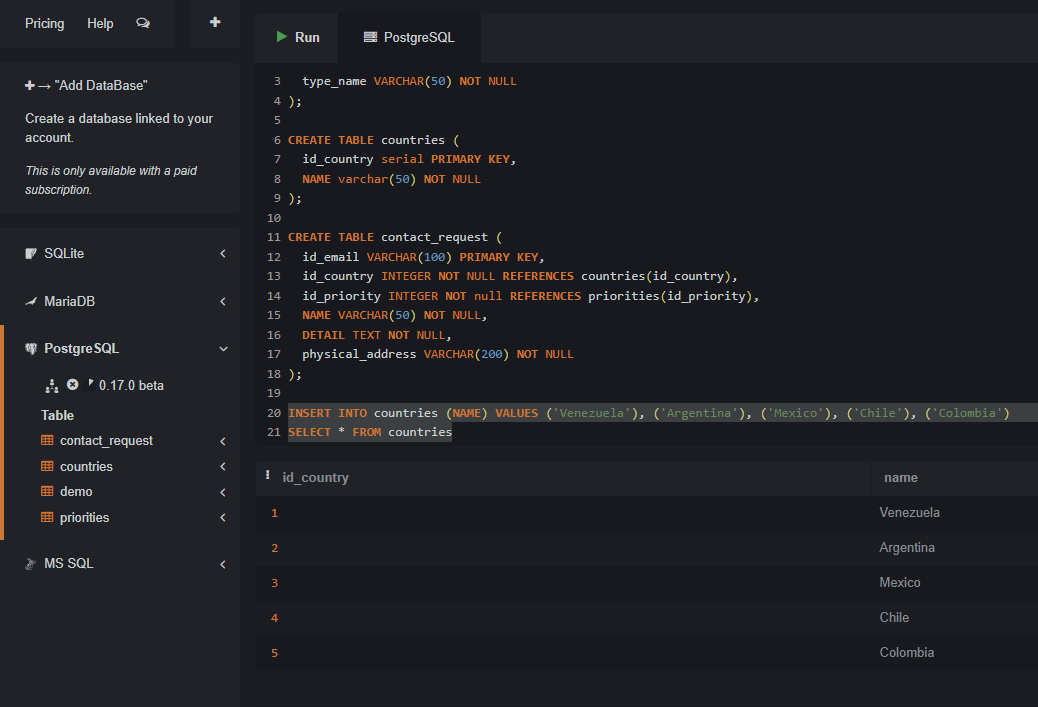 Pricing Help
Run PostgreSQL
"Add DataBase"
Create a database linked to your
account.
This is only available with a paid
subscription.
SQLite
MariaDB
PostgreSQL
0.17.0 beta
Table
contact_request
countries
demo
priorities
MS SQL
3 type_name VARCHAR(50) NOT NULL
4 );
5
6 CREATE TABLE countries (
7 id_country serial PRIMARY KEY,
8 NAME varchar(50) NOT NULL
9 );
10
11 CREATE TABLE contact_request (
12 id_email VARCHAR(100) PRIMARY KEY,
13 id_country INTEGER NOT NULL REFERENCES countries(id_country),
14 id_priority INTEGER NOT null REFERENCES priorities(id_priority),
15 NAME VARCHAR(50) NOT NULL,
16 DETAIL TEXT NOT NULL,
17 physical_address VARCHAR(200) NOT NULL
18 );
19
20 INSERT INTO countries (NAME) VALUES ('Venezuela'), ('Argentina'), ('Mexico'), ('Chile'), ('Colombia')
21 SELECT * FROM countries
id_country name
1 Venezuela
2 Argentina
3 Mexico
4 Chile
5 Colombia